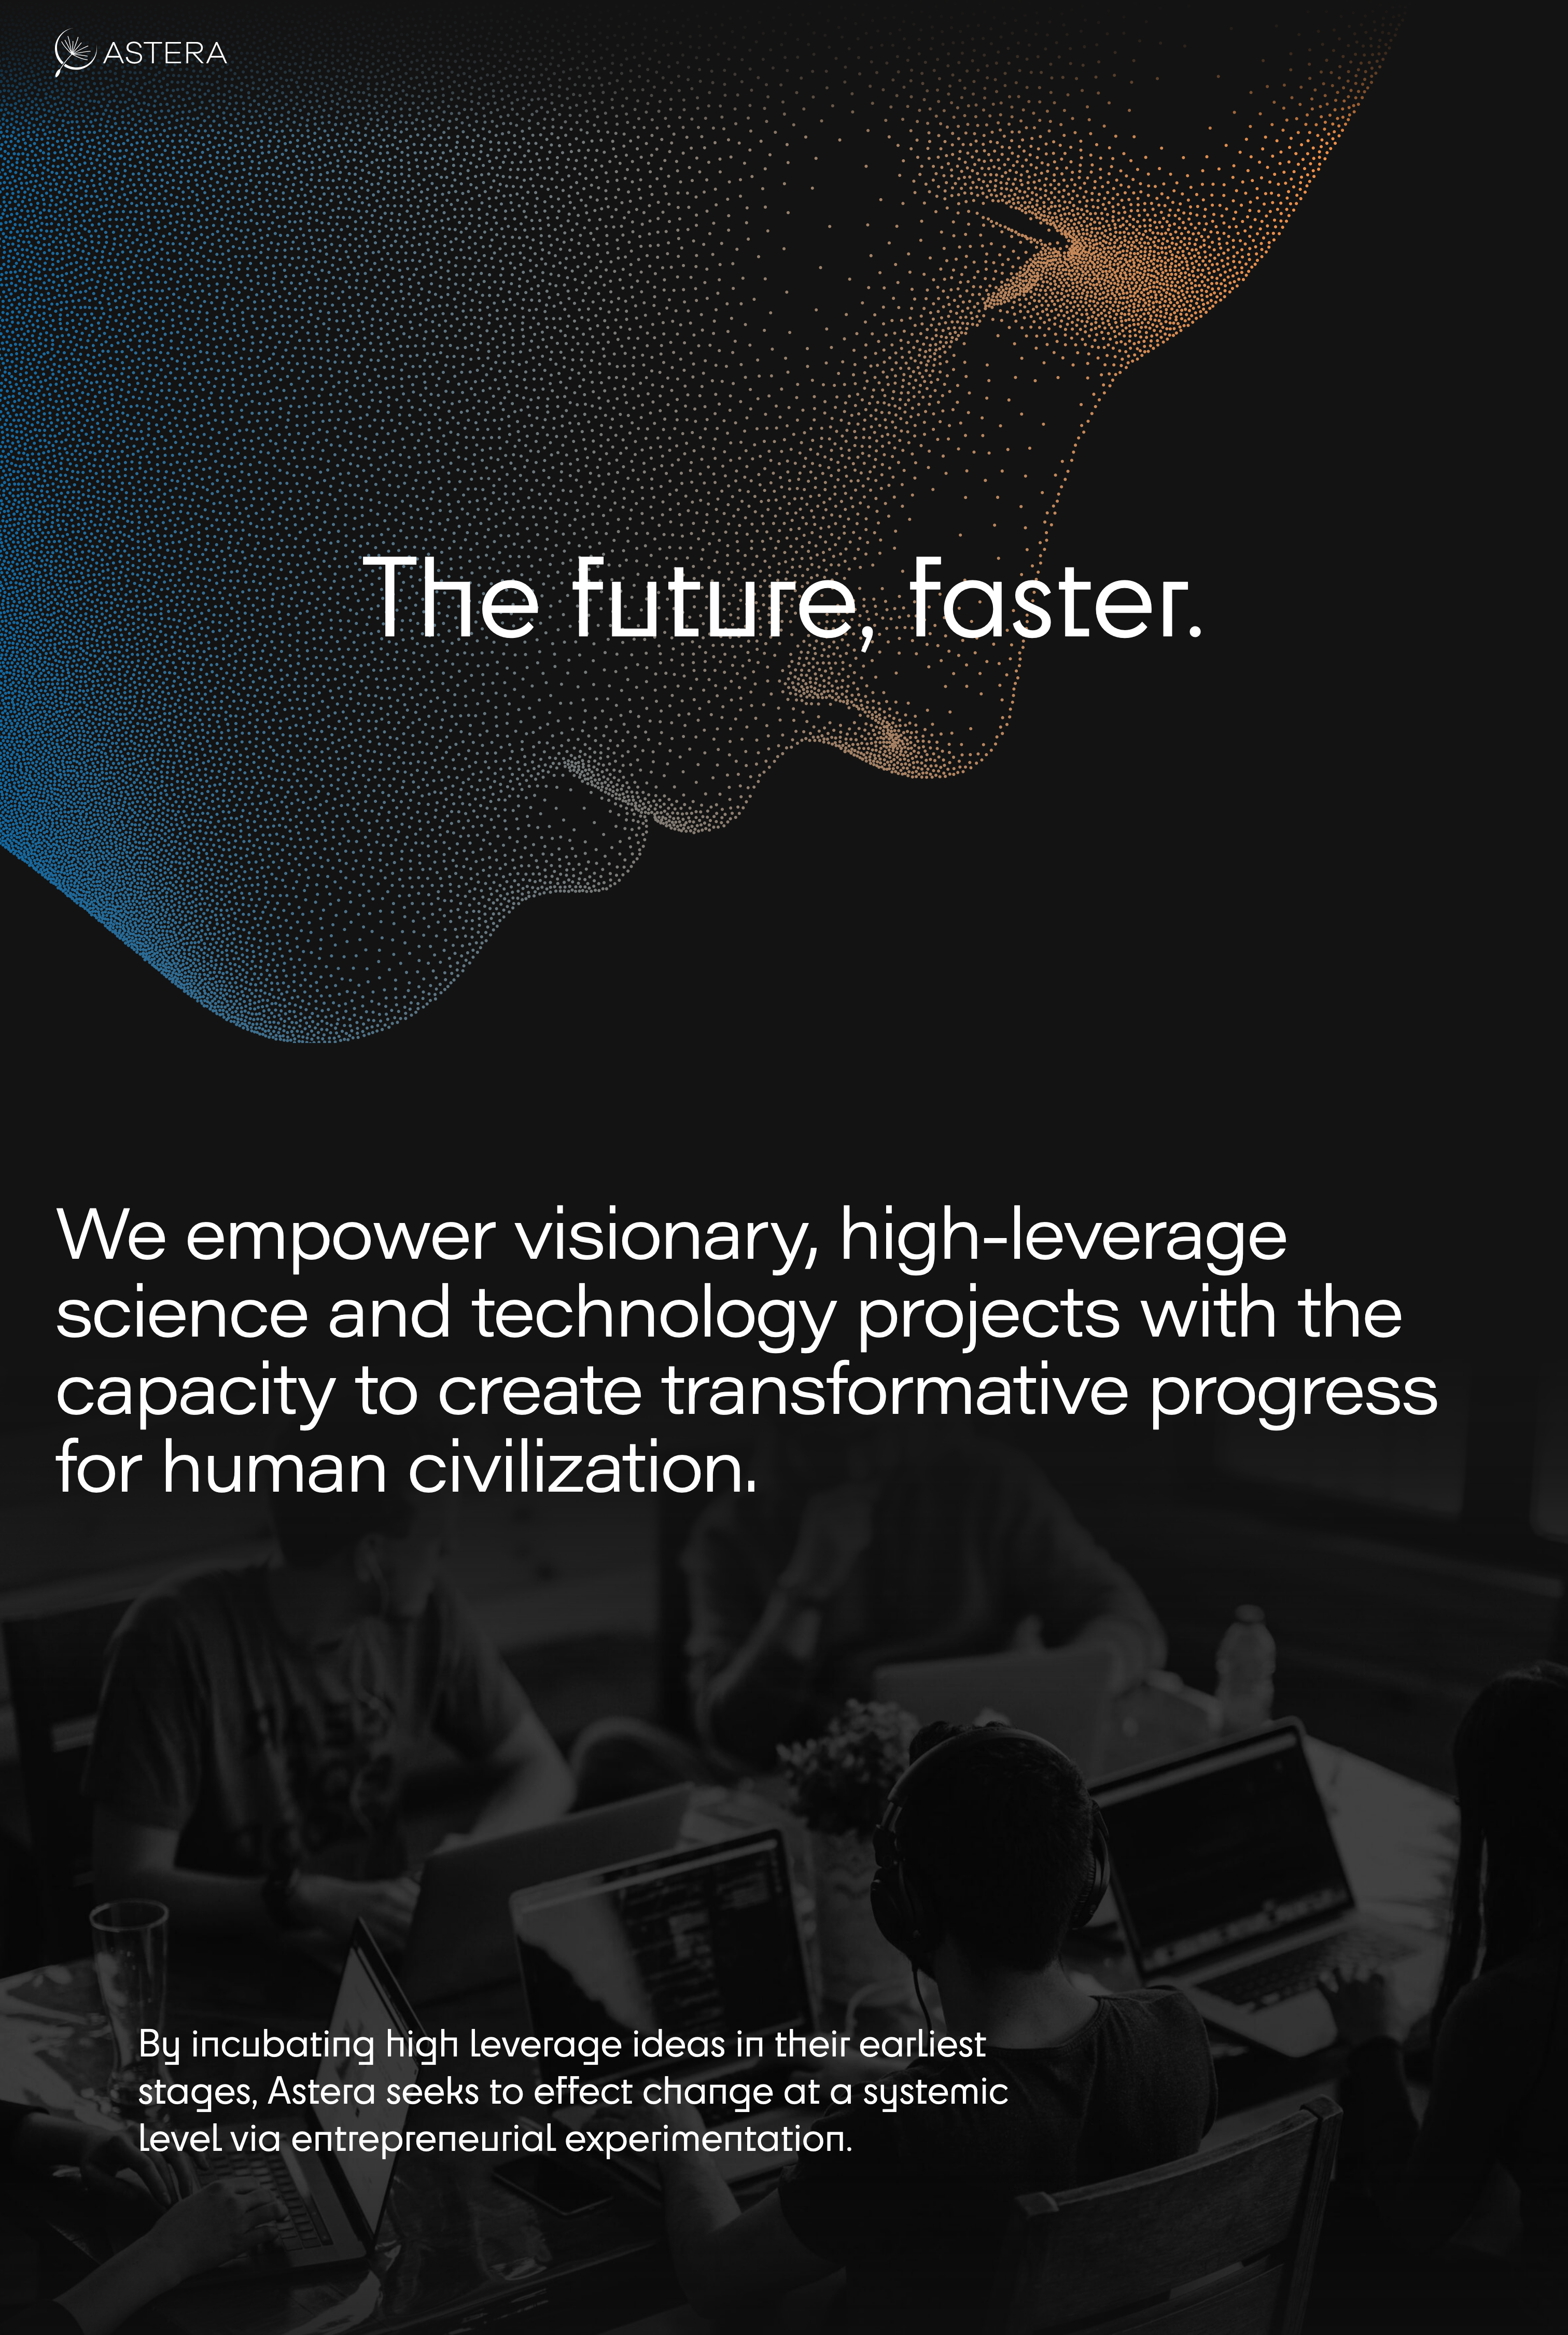 ASTERA
The future, faster.
We empower visionary, high-leverage
science and technology projects with the
capacity to create transformative progress
for human civilization.
By incubating high leverage ideas in their earliest
stages, Astera seeks to effect change at a systemic
level via entrepreneurial experimentation.